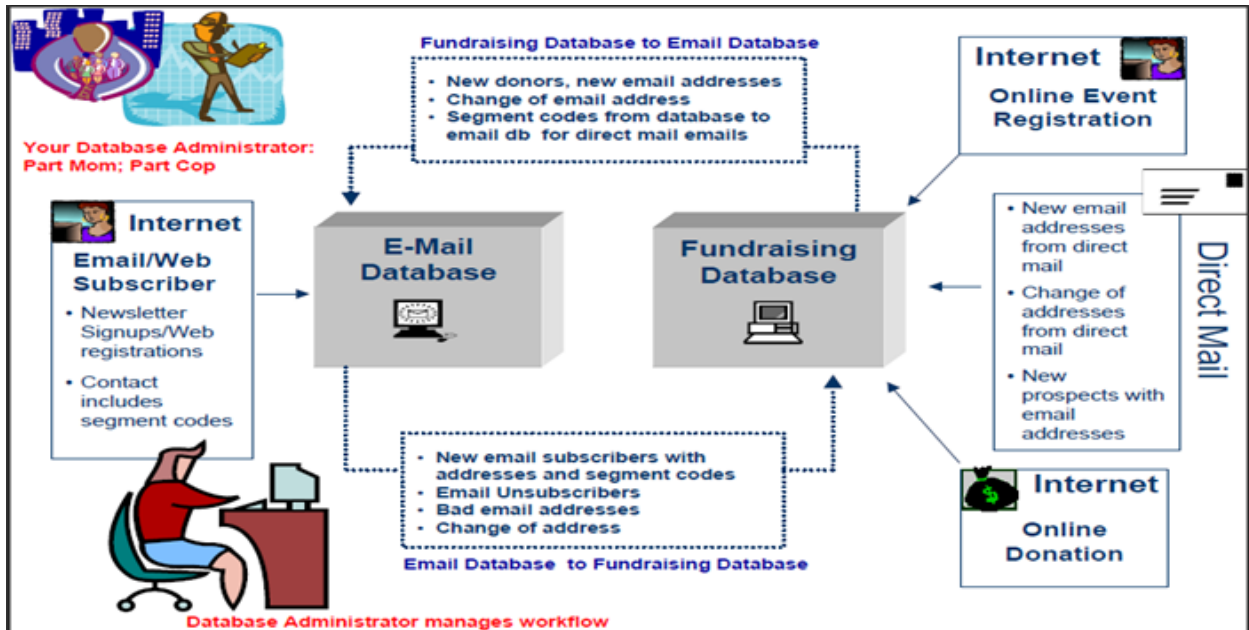 Fundraising Database to Email Database
• New donors, new email addresses
• Change of email address
• Segment codes from database to
email db for direct mail emails
Internet
Online Event
Registration
Your Database Administrator:
Part Mom; Part Cop
Internet
Email/Web
Subscriber
• Newsletter
Signups/Web
registrations
• Contact
includes
segment codes
E-Mail
Database
Fundraising
Database
• New email
addresses
from direct
mail
• Change of
addresses
from direct
mail
• New
prospects with
email
addresses
Direct Mail
• New email subscribers with
addresses and segment codes
• Email Unsubscribers
• Bad email addresses
• Change of address
Email Database to Fundraising Database
$
Internet
Online
Donation
Database Administrator manages workflow